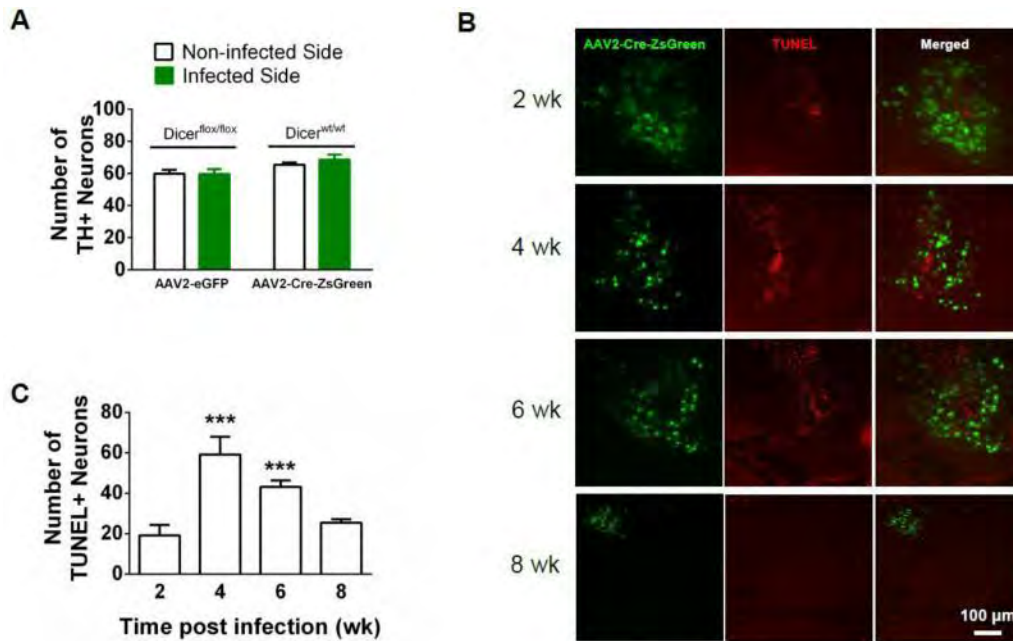 A
Non-infected Side
Infected Side
Number of
TH+ Neurons
100
80
60
40
20
0
Dicer^flox/flox
Dicer^wt/wt
AAV2-eGFP
AAV2-Cre-ZsGreen
B
AAV2-Cre-ZsGreen
TUNEL
Merged
2 wk
4 wk
6 wk
8 wk
100 μm
C
Number of
TUNEL+ Neurons
80
60
40
20
0
***
***
2
4
6
8
Time post infection (wk)